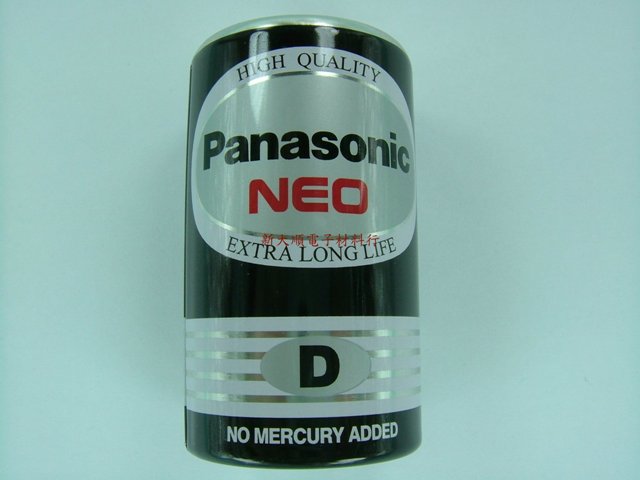 HIGH QUALITY
Panasonic
NEO
新大順電子材料行
EXTRA LONG LIFE
D
NO MERCURY ADDED